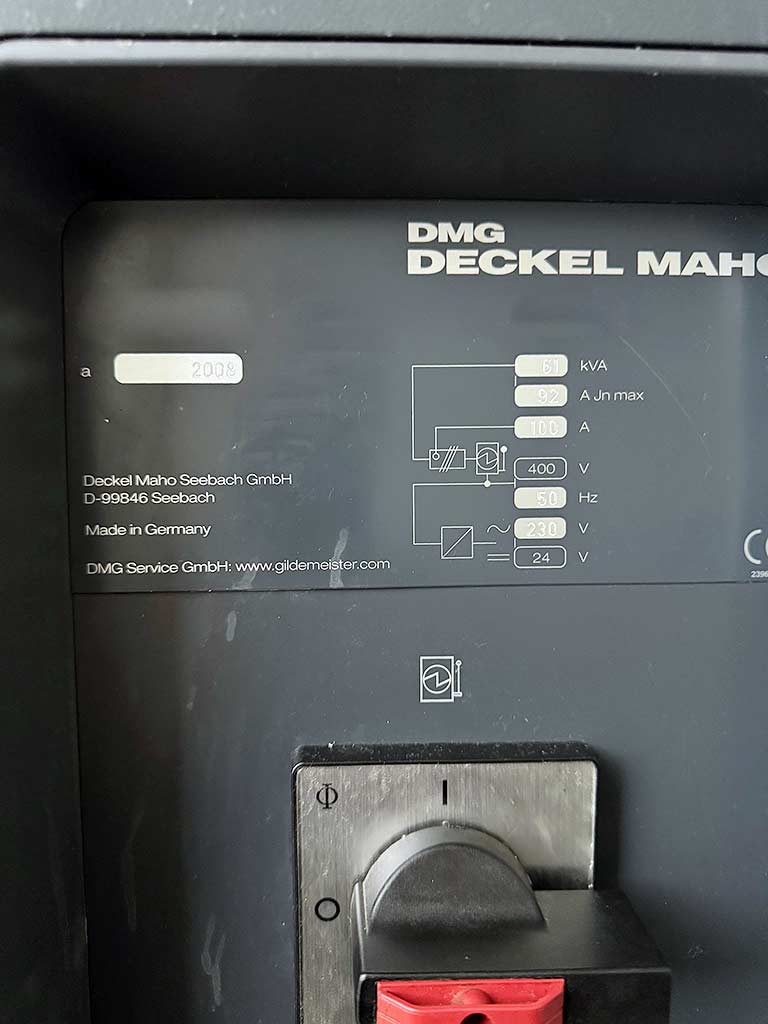 DMG
DECKEL MAHO
a 2008
61 kVA
92 A Jn max
100 A
400 V
50 Hz
230 V
24 V
Deckel Maho Seebach GmbH
D-99846 Seebach
Made in Germany
DMG Service GmbH: www.gildemeister.com
CE
2396
Φ
I
O